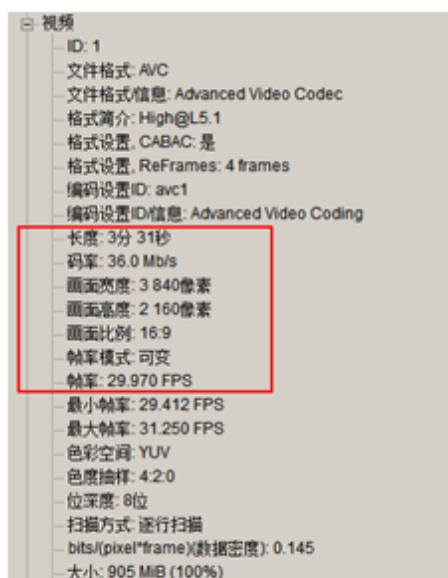 视频
ID: 1
文件格式: AVC
文件格式/信息: Advanced Video Codec
格式简介: High@L5.1
格式设置, CABAC: 是
格式设置, ReFrames: 4 frames
编码设置ID: avc1
编码设置ID/信息: Advanced Video Coding
长度: 3分 31秒
码率: 36.0 Mb/s
画面宽度: 3 840像素
画面高度: 2 160像素
画面比例: 16:9
帧率模式: 可变
帧率: 29.970 FPS
最小帧率: 29.412 FPS
最大帧率: 31.250 FPS
色彩空间: YUV
色度抽样: 4:2:0
位深度: 8位
扫描方式: 逐行扫描
bits/(pixel*frame)(数据密度): 0.145
大小: 905 MiB (100%)